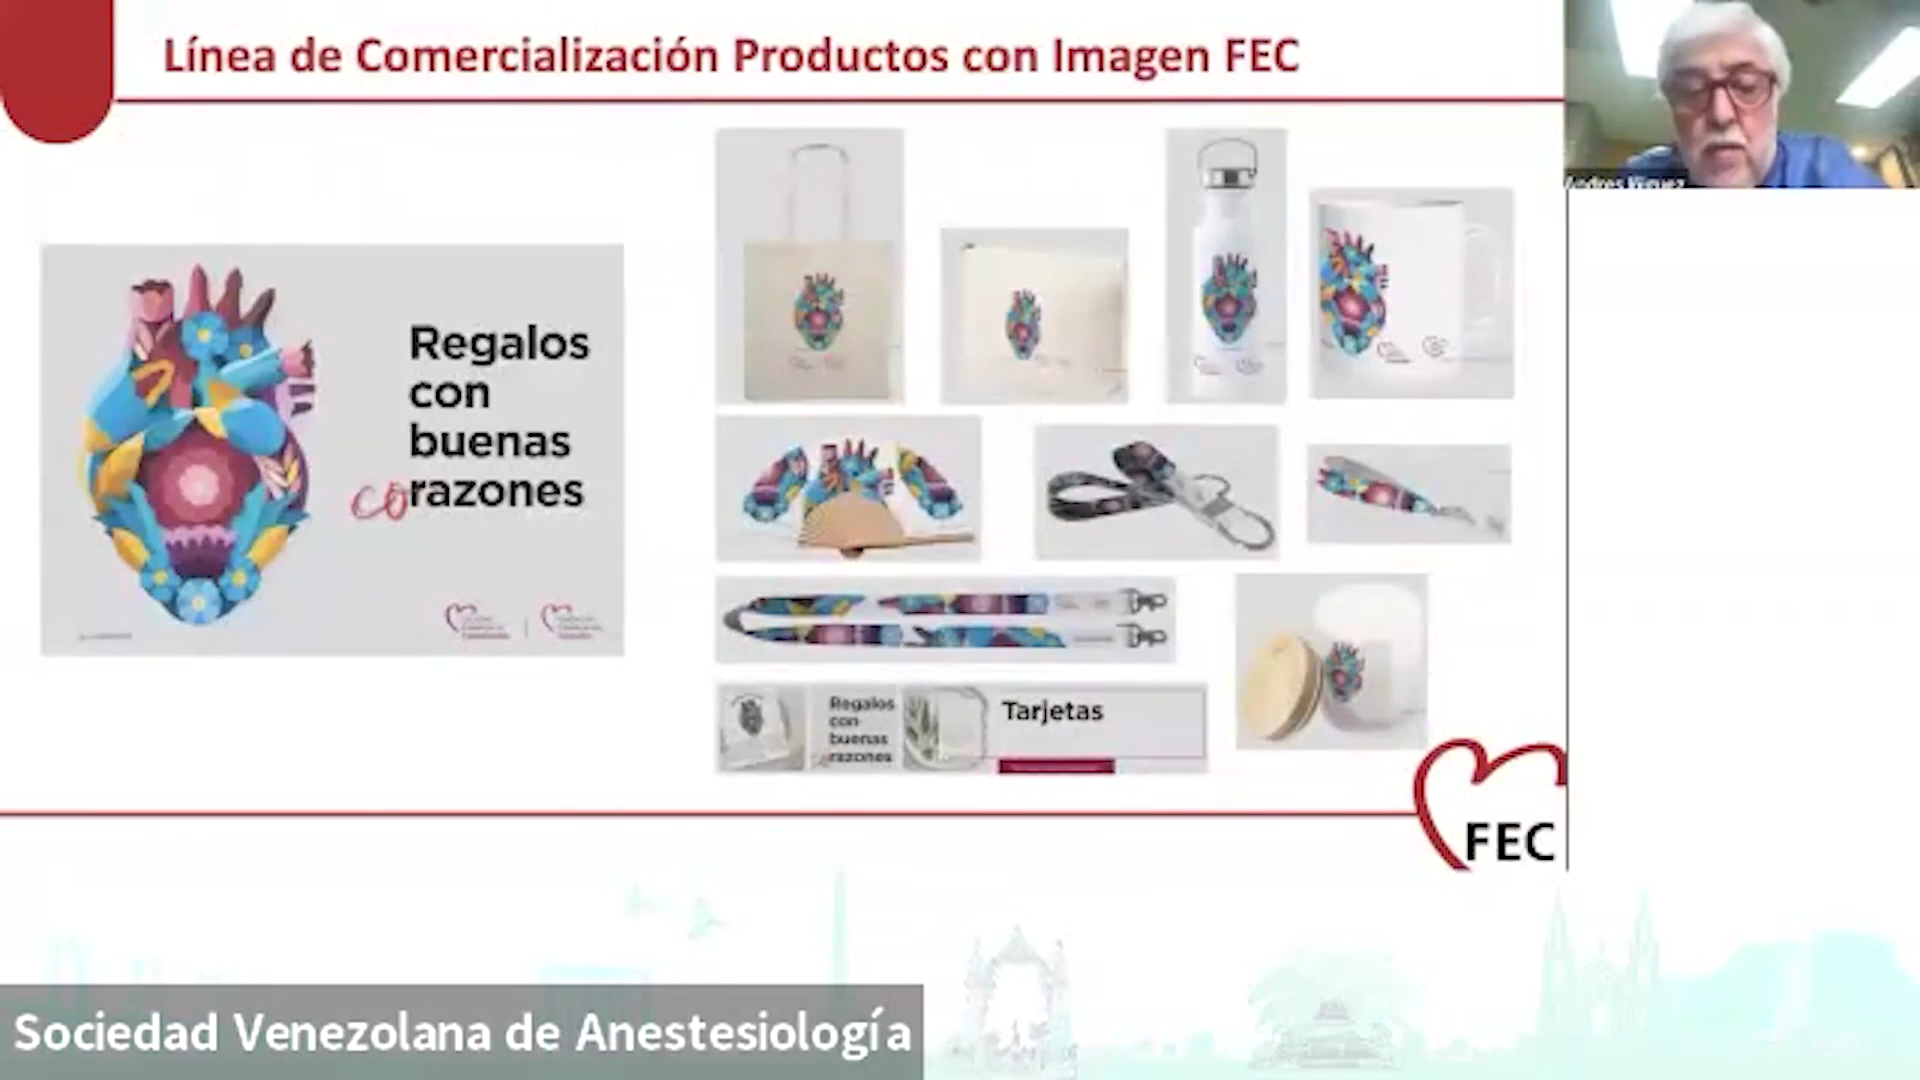 Línea de Comercialización Productos con Imagen FEC
Regalos
con
buenas
corazones
Regalos
con
buenas
razones
Tarjetas
FEC
Sociedad Venezolana de Anestesiología